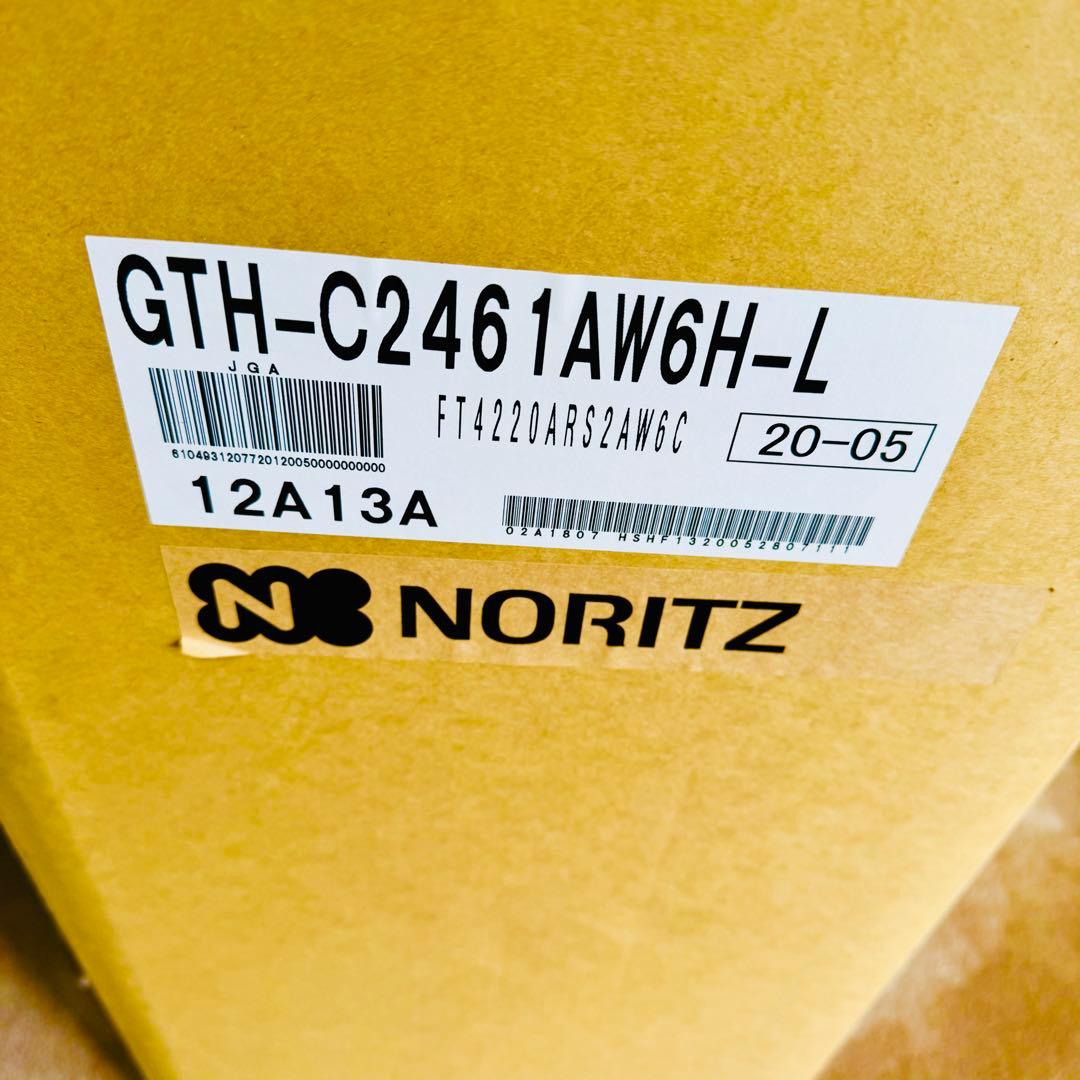 GTH-C2461AW6H-L
JGA
FT4220ARS2AW6C
20-05
6104931207720120050000000000
12A13A
02A1807 HSHF1320052807111
N NORITZ